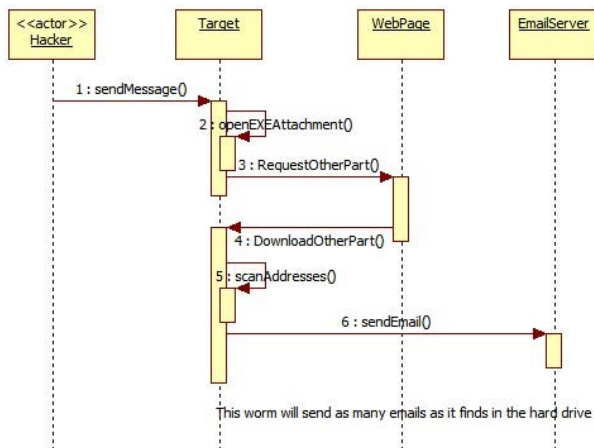 <<actor>>
Hacker
Target
WebPage
EmailServer
1 : sendMessage()
2 : openEXEAttachment()
3 : RequestOtherPart()
4 : DownloadOtherPart()
5 : scanAddresses()
6 : sendEmail()
This worm will send as many emails as it finds in the hard drive